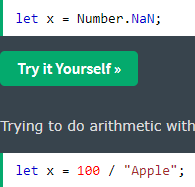 let x = Number.NaN;
Try it Yourself »
Trying to do arithmetic with
let x = 100 / "Apple";